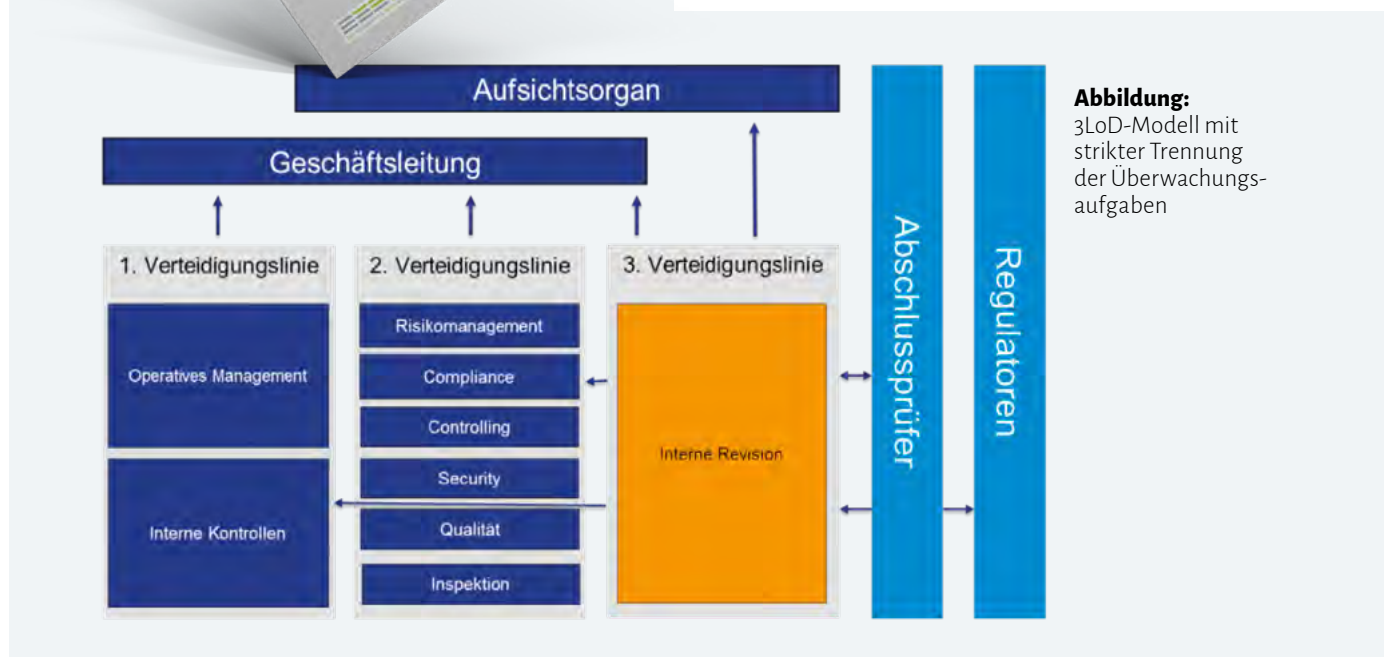 Aufsichtsorgan
Geschäftsleitung
1. Verteidigungslinie
2. Verteidigungslinie
3. Verteidigungslinie
Operatives Management
Interne Kontrollen
Risikomanagement
Compliance
Controlling
Security
Qualität
Inspektion
Interne Revision
Abschlussprüfer
Regulatoren
Abbildung:
3LoD-Modell mit
strikter Trennung
der Überwachungs-
aufgaben